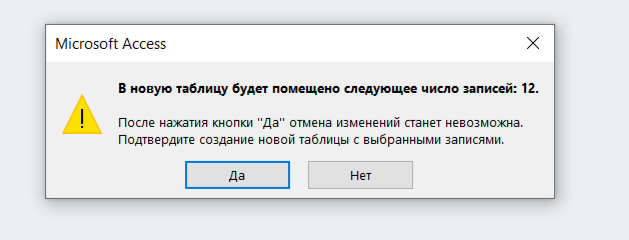 Microsoft Access
В новую таблицу будет помещено следующее число записей: 12.
После нажатия кнопки "Да" отмена изменений станет невозможна.
Подтвердите создание новой таблицы с выбранными записями.
Да
Нет